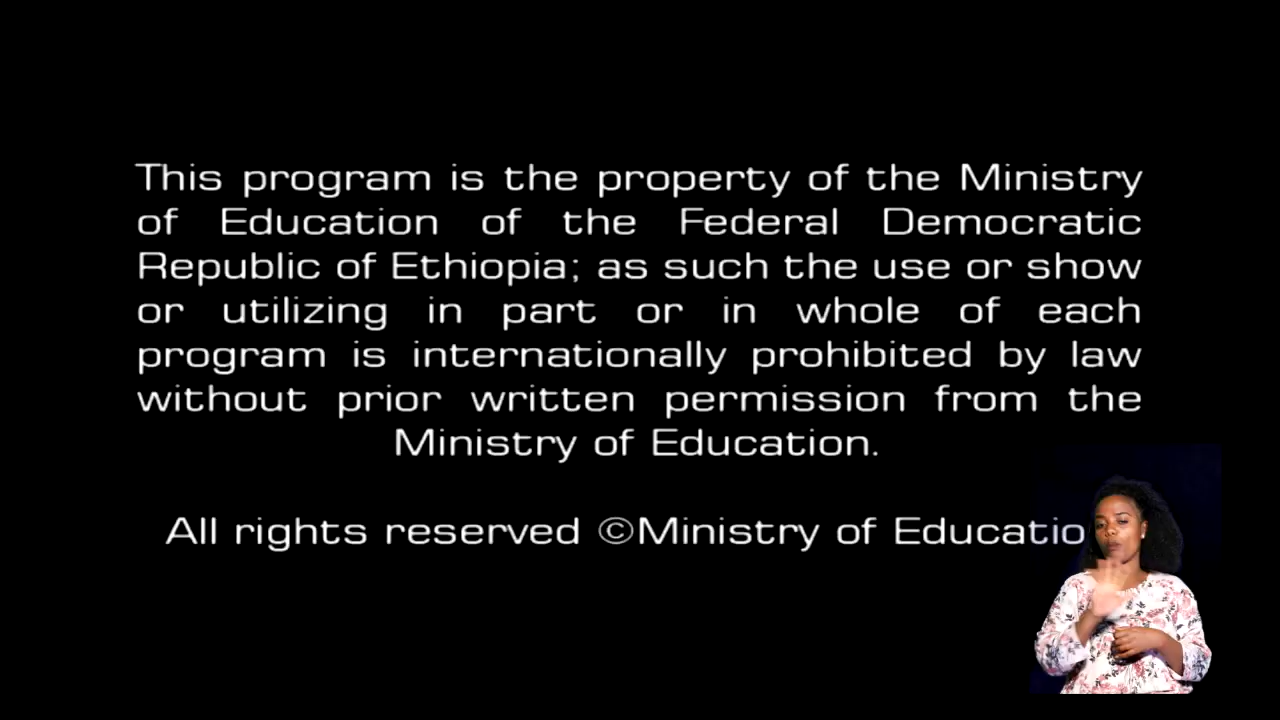 This program is the property of the Ministry
of Education of the Federal Democratic
Republic of Ethiopia; as such the use or show
or utilizing in part or in whole of each
program is internationally prohibited by law
without prior written permission from the
Ministry of Education.
All rights reserved ©Ministry of Educatio